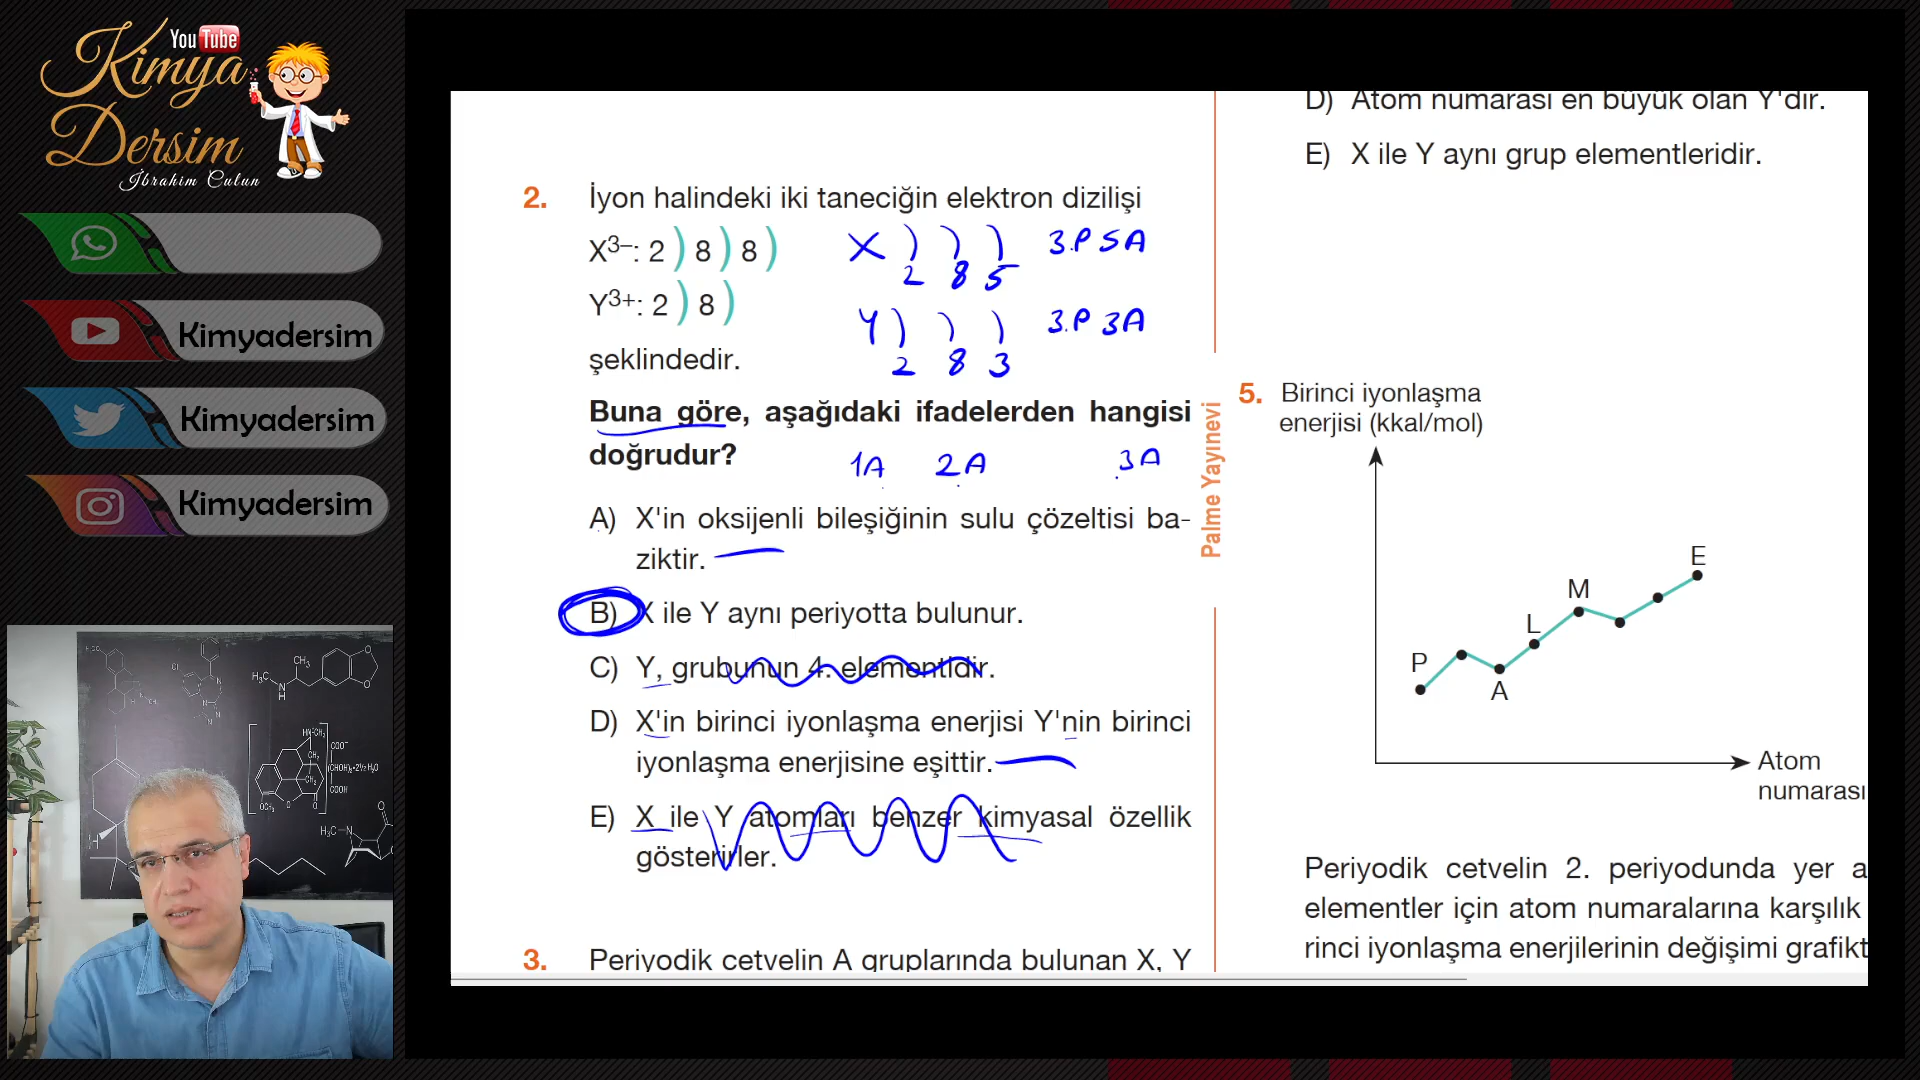 You Tube
Kimya
Dersim
İbrahim Culun
Kimyadersim
Kimyadersim
Kimyadersim
2. İyon halindeki iki taneciğin elektron dizilişi
X3–: 2 ) 8 ) 8 )
Y3+: 2 ) 8 )
şeklindedir.
X ) ) ) 3.P 5A
2 8 5
Y ) ) ) 3.P 3A
2 8 3
Buna göre, aşağıdaki ifadelerden hangisi
doğrudur?
1A 2A 3A
A) X'in oksijenli bileşiğinin sulu çözeltisi ba-
ziktir.
B) X ile Y aynı periyotta bulunur.
C) Y, grubunun 4. elementidir.
D) X'in birinci iyonlaşma enerjisi Y'nin birinci
iyonlaşma enerjisine eşittir.
E) X ile Y atomları benzer kimyasal özellik
gösterirler.
3. Periyodik cetvelin A gruplarında bulunan X, Y
Palme Yayınevi
D) Atom numarası en büyük olan Y'dir.
E) X ile Y aynı grup elementleridir.
5. Birinci iyonlaşma
enerjisi (kkal/mol)
E
M
L
P
A
Atom
numarası
Periyodik cetvelin 2. periyodunda yer a
elementler için atom numaralarına karşılık
rinci iyonlaşma enerjilerinin değişimi grafikt